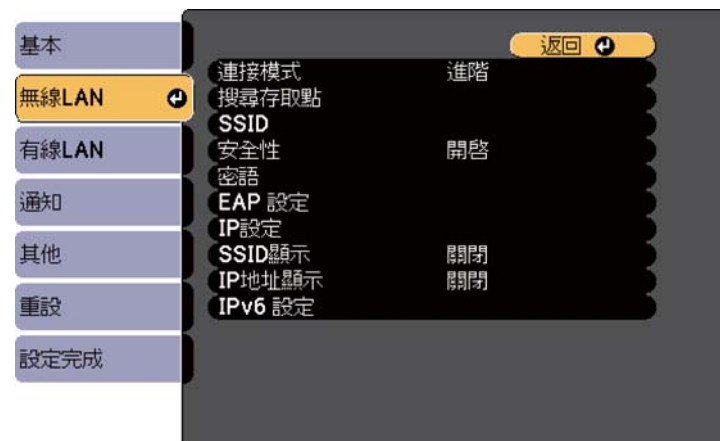 基本
無線LAN
有線LAN
通知
其他
重設
設定完成
返回
連接模式 進階
搜尋存取點
SSID
安全性 開啓
密語
EAP 設定
IP設定
SSID顯示 關閉
IP地址顯示 關閉
IPv6 設定